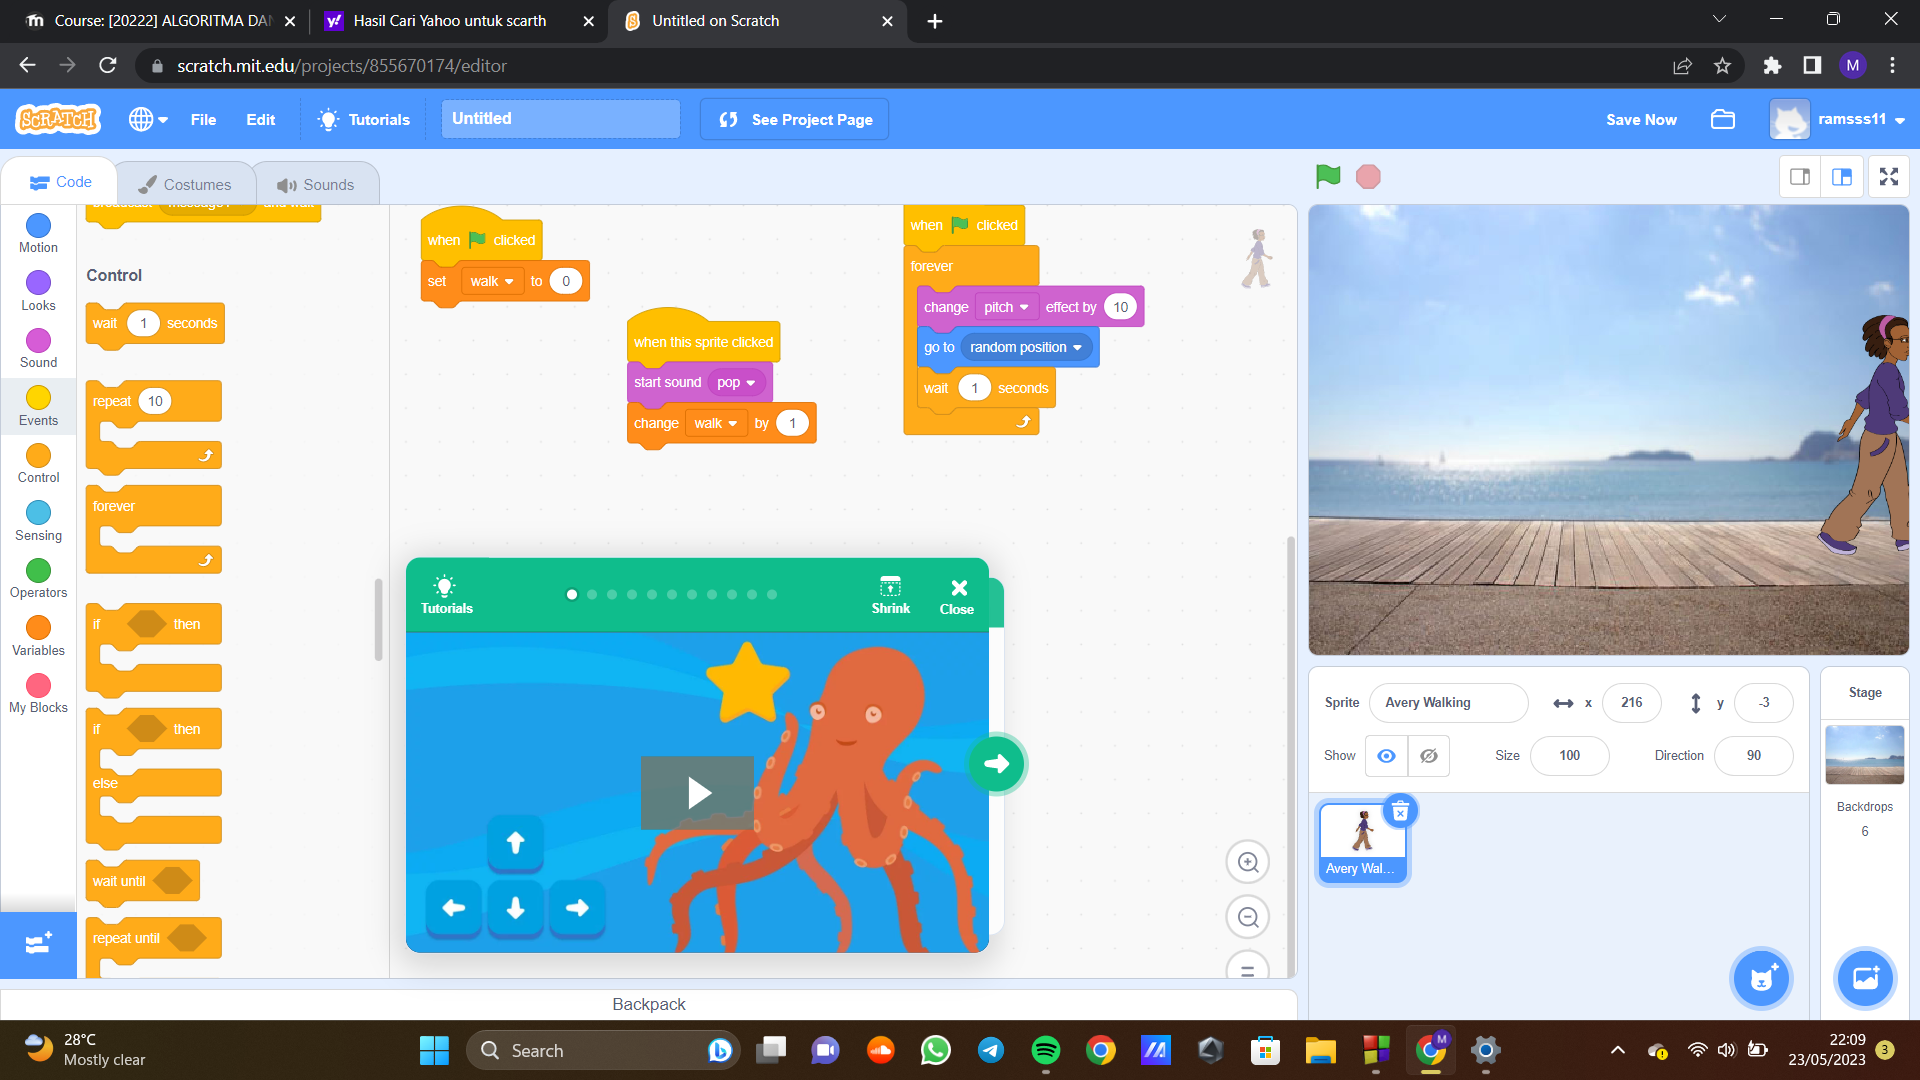 Course: [20222] ALGORITMA DAN
Hasil Cari Yahoo untuk scarth
Untitled on Scratch
scratch.mit.edu/projects/855670174/editor
M
SCRATCH
File
Edit
Tutorials
Untitled
See Project Page
Save Now
ramsss11
Code
Costumes
Sounds
Motion
Looks
Sound
Events
Control
Sensing
Operators
Variables
My Blocks
Control
wait 1 seconds
repeat 10
forever
if then
if then
else
wait until
repeat until
when clicked
set walk to 0
when this sprite clicked
start sound pop
change walk by 1
when clicked
forever
change pitch effect by 10
go to random position
wait 1 seconds
Tutorials
Shrink
Close
Backpack
Sprite Avery Walking x 216 y -3
Show Size 100 Direction 90
Avery Wal...
Stage
Backdrops
6
28°C
Mostly clear
Search
M
22:09
23/05/2023
3